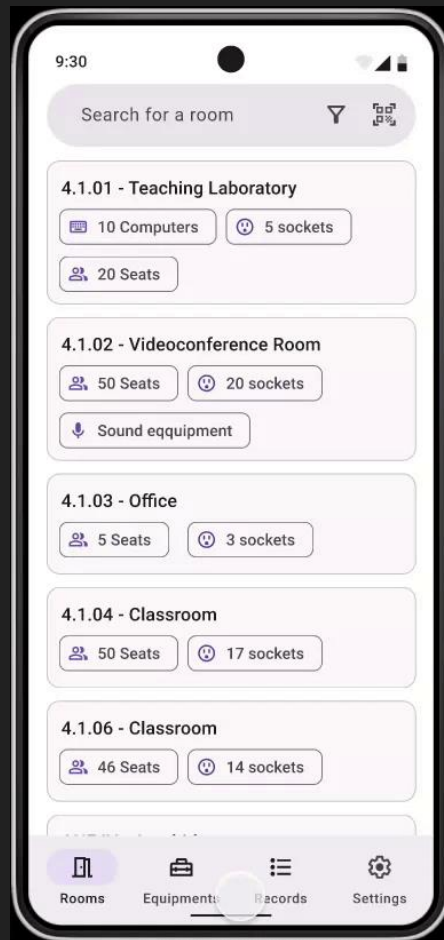 9:30
Search for a room
4.1.01 - Teaching Laboratory
10 Computers 5 sockets
20 Seats
4.1.02 - Videoconference Room
50 Seats 20 sockets
Sound eqquipment
4.1.03 - Office
5 Seats 3 sockets
4.1.04 - Classroom
50 Seats 17 sockets
4.1.06 - Classroom
46 Seats 14 sockets
Rooms Equipments Records Settings